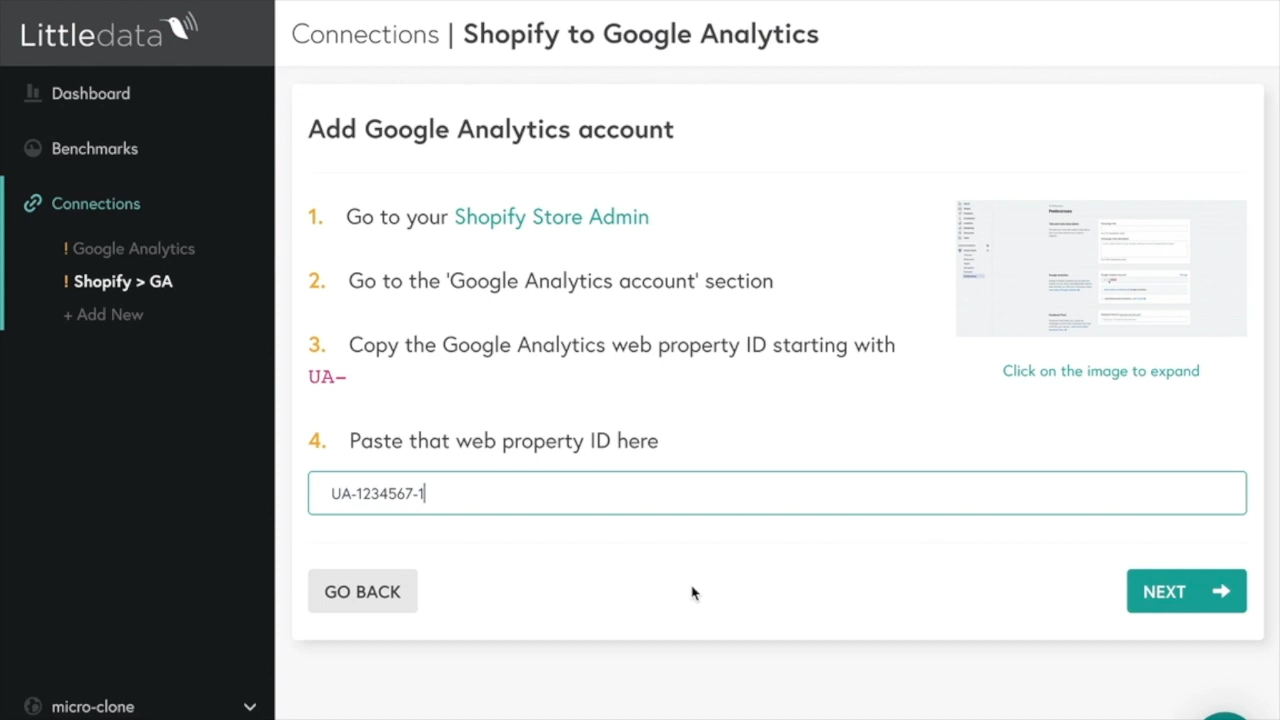 Littledata
Connections | Shopify to Google Analytics
Dashboard
Benchmarks
Connections
! Google Analytics
! Shopify > GA
+ Add New
micro-clone
Add Google Analytics account
1. Go to your Shopify Store Admin
2. Go to the 'Google Analytics account' section
3. Copy the Google Analytics web property ID starting with
UA-
4. Paste that web property ID here
UA-1234567-1
Preferences
Click on the image to expand
GO BACK
NEXT